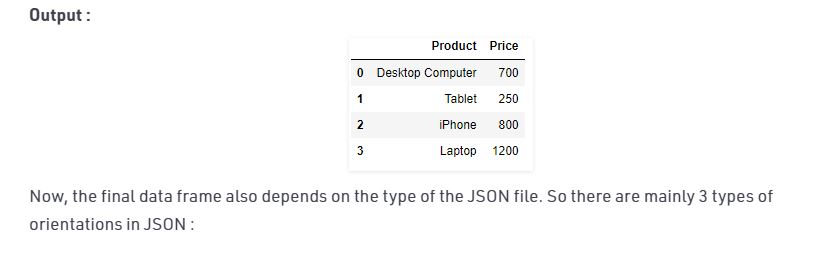 Output :
Product Price
0 Desktop Computer 700
1 Tablet 250
2 iPhone 800
3 Laptop 1200
Now, the final data frame also depends on the type of the JSON file. So there are mainly 3 types of
orientations in JSON :